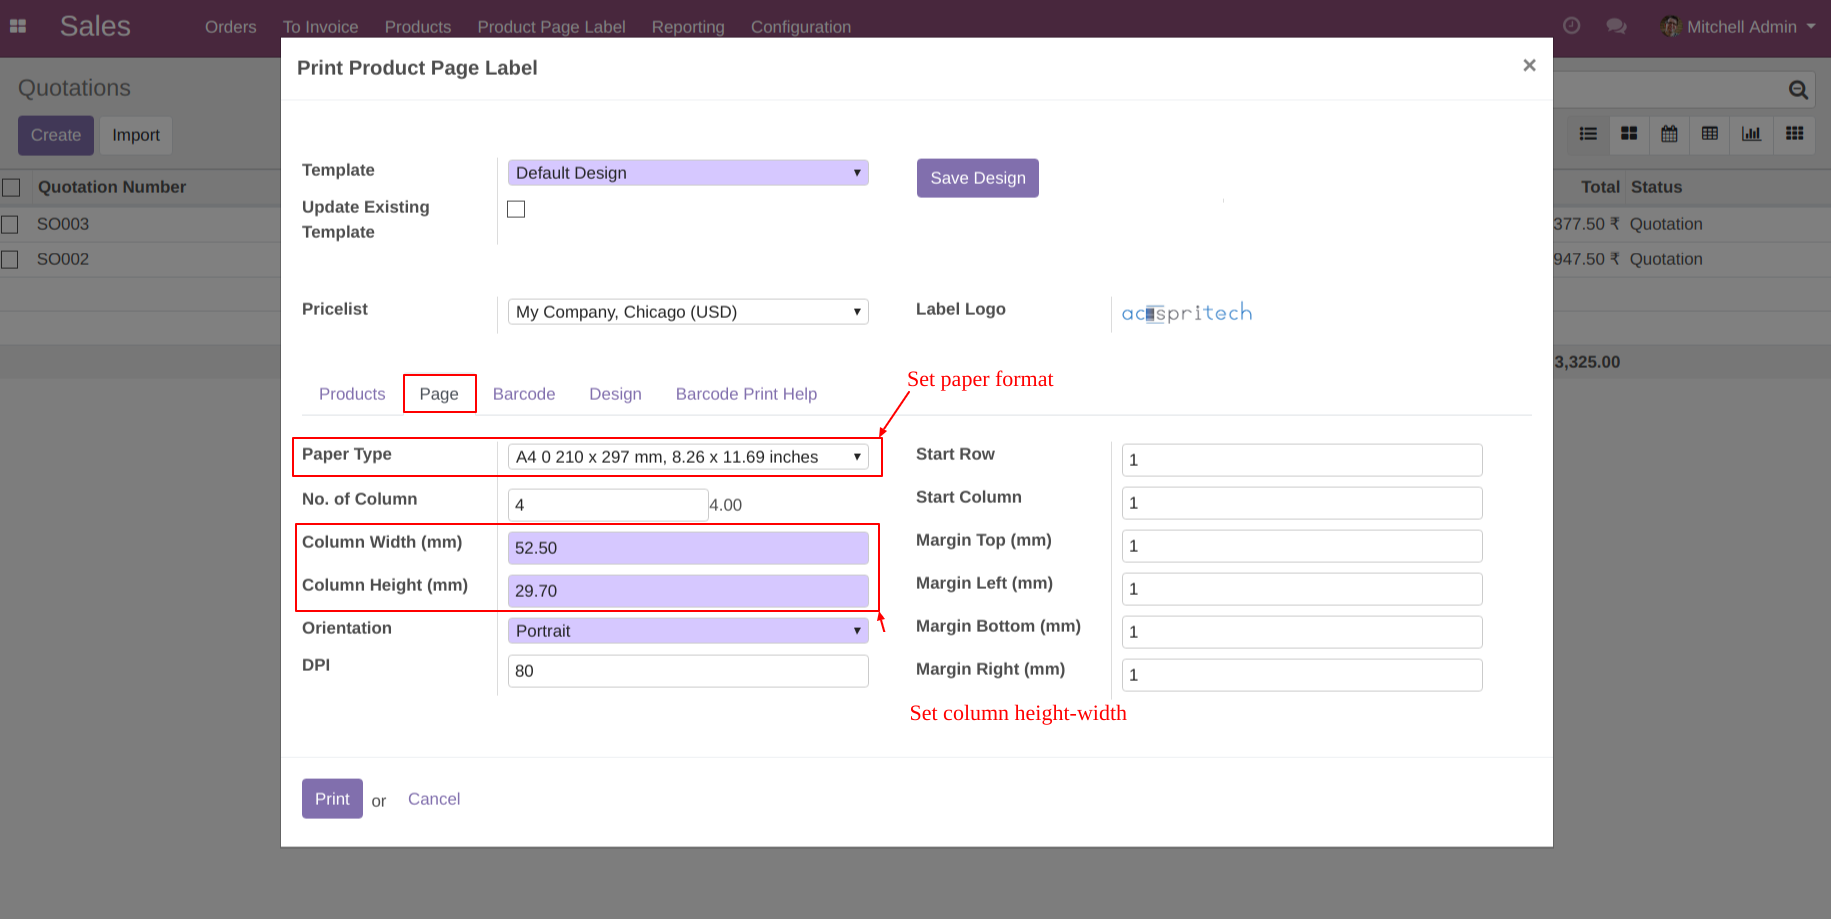 Sales
Orders To Invoice Products Product Page Label Reporting Configuration
Mitchell Admin
Quotations
Create Import
Print Product Page Label
×
Quotation Number
Total Status
SO003
377.50 ₹ Quotation
SO002
947.50 ₹ Quotation
3,325.00
Template
Default Design
Save Design
Update Existing
Template
Pricelist
My Company, Chicago (USD)
Label Logo
spritech
Set paper format
Products Page Barcode Design Barcode Print Help
Paper Type
A4 0 210 x 297 mm, 8.26 x 11.69 inches
No. of Column
4
4.00
Column Width (mm)
52.50
Column Height (mm)
29.70
Orientation
Portrait
DPI
80
Start Row
1
Start Column
1
Margin Top (mm)
1
Margin Left (mm)
1
Margin Bottom (mm)
1
Margin Right (mm)
1
Set column height-width
Print or Cancel